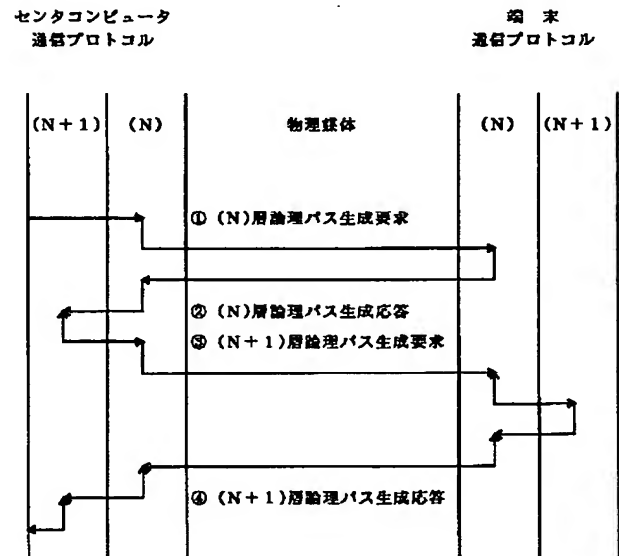 センタコンピュータ
通信プロトコル
端 末
通信プロトコル
(N+1)
(N)
物理媒体
(N)
(N+1)
① (N)層論理パス生成要求
② (N)層論理パス生成応答
③ (N+1)層論理パス生成要求
④ (N+1)層論理パス生成応答